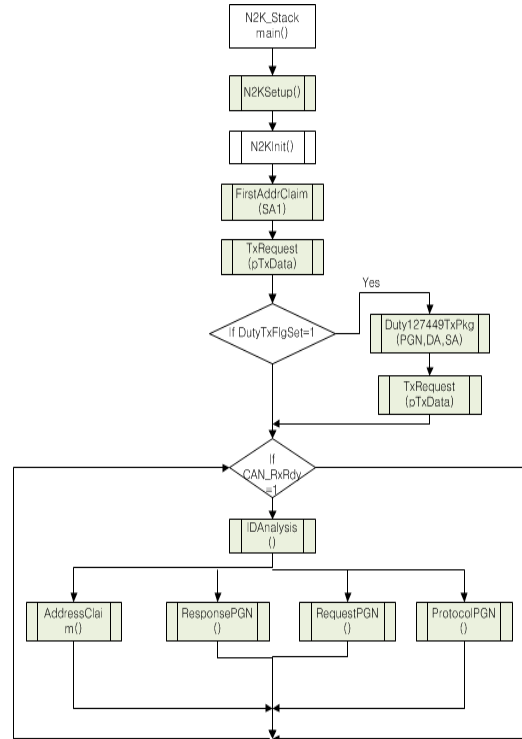 N2K_Stack
main()
N2KSetup()
N2KInit()
FirstAddrClaim
(SA1)
TxRequest
(pTxData)
If DutyTxFlgSet=1
Yes
Duty127449TxPkg
(PGN,DA,SA)
TxRequest
(pTxData)
If
CAN_RxRdy
=1
IDAnalysis
()
AddressClai
m()
ResponsePGN
()
RequestPGN
()
ProtocolPGN
()